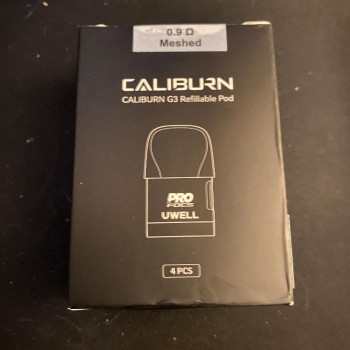 0.9 Ω
Meshed
CALIBURN
CALIBURN G3 Refillable Pod
PRO
FOCS
UWELL
4 PCS